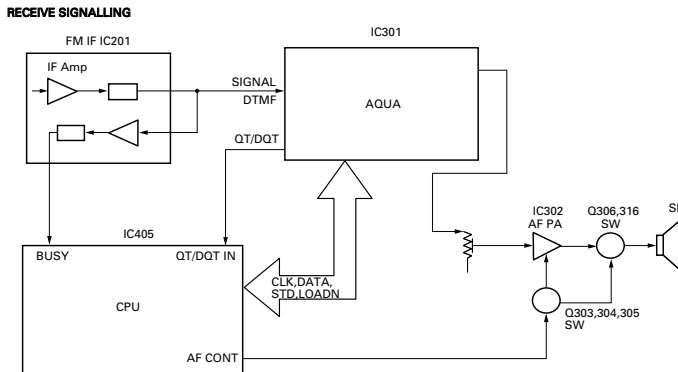 RECEIVE SIGNALLING
FM IF IC201
IF Amp
IC301
AQUA
SIGNAL
DTMF
QT/DQT
IC302
AF PA
Q306,316
SW
IC405
BUSY
QT/DQT IN
CPU
CLK,DATA,
STD,LOADN
Q303,304,305
SW
AF CONT